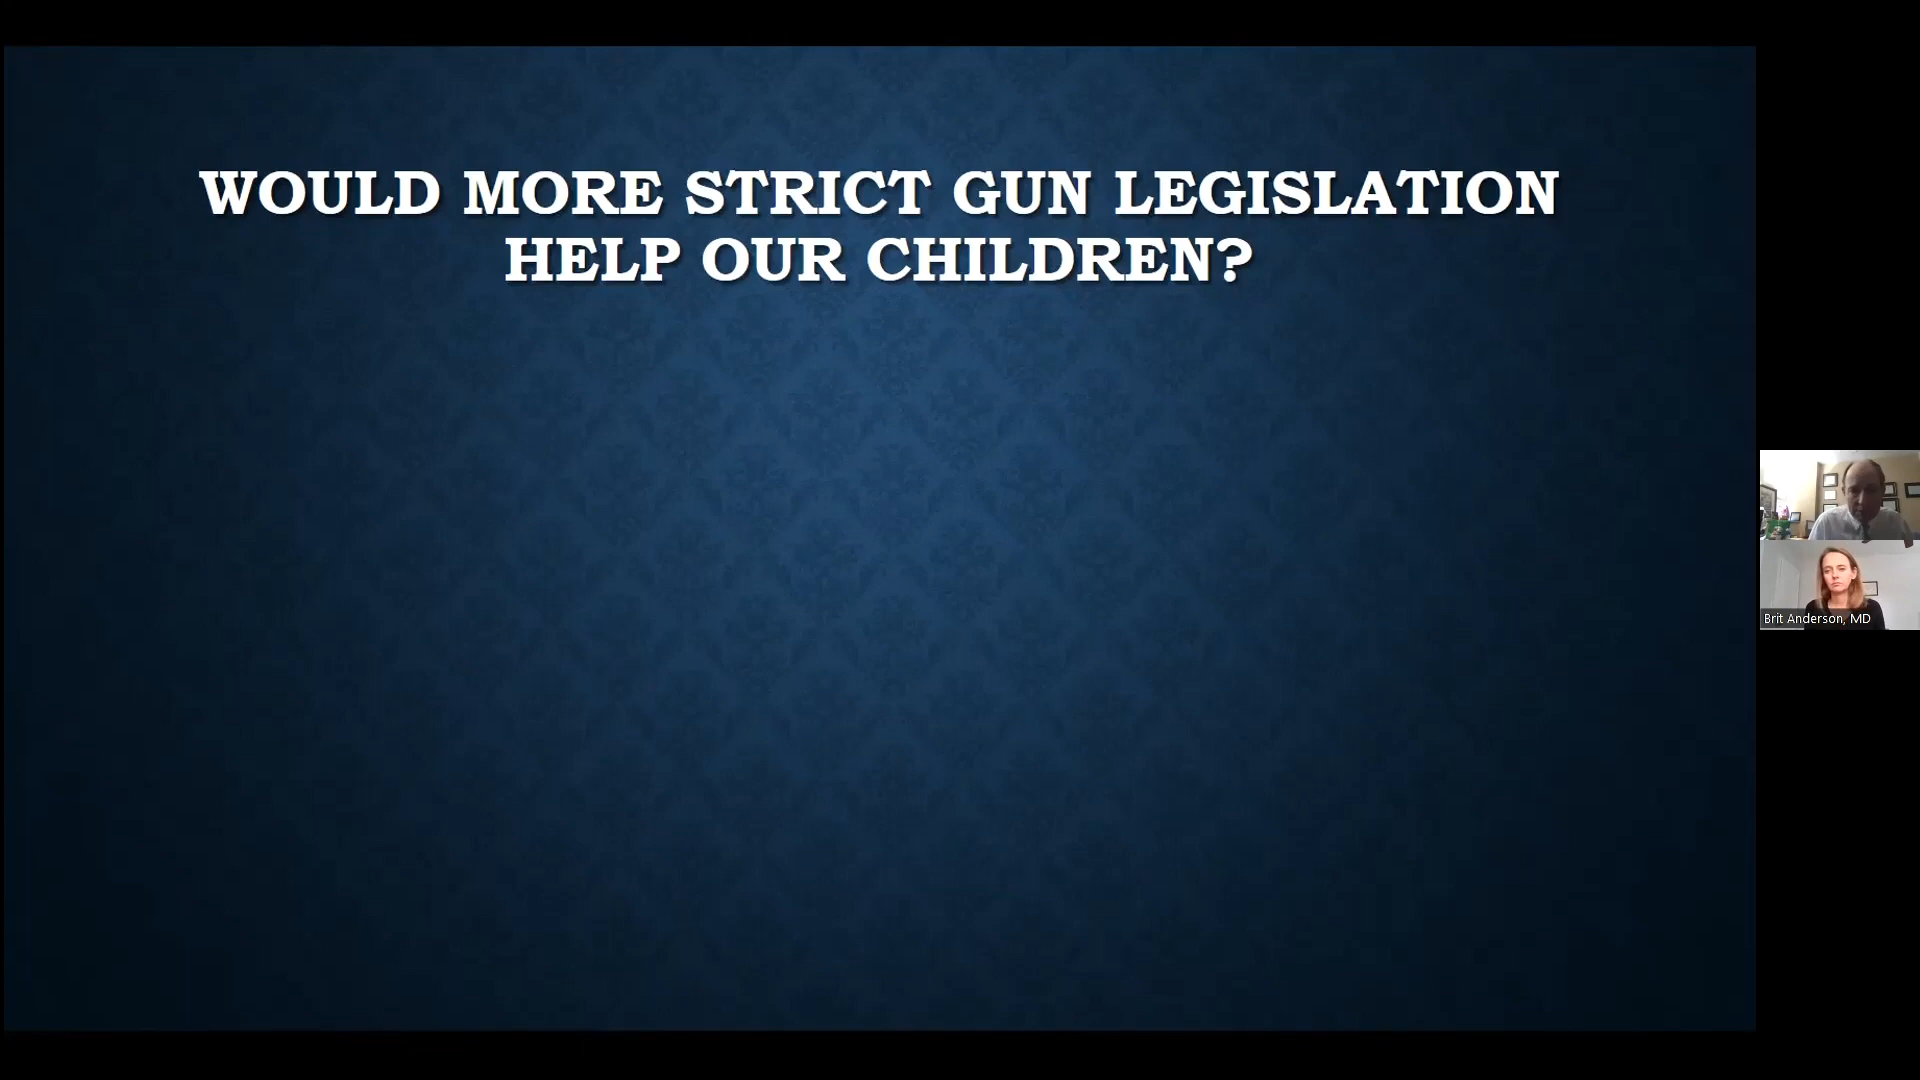 WOULD MORE STRICT GUN LEGISLATION
HELP OUR CHILDREN?
Brit Anderson, MD